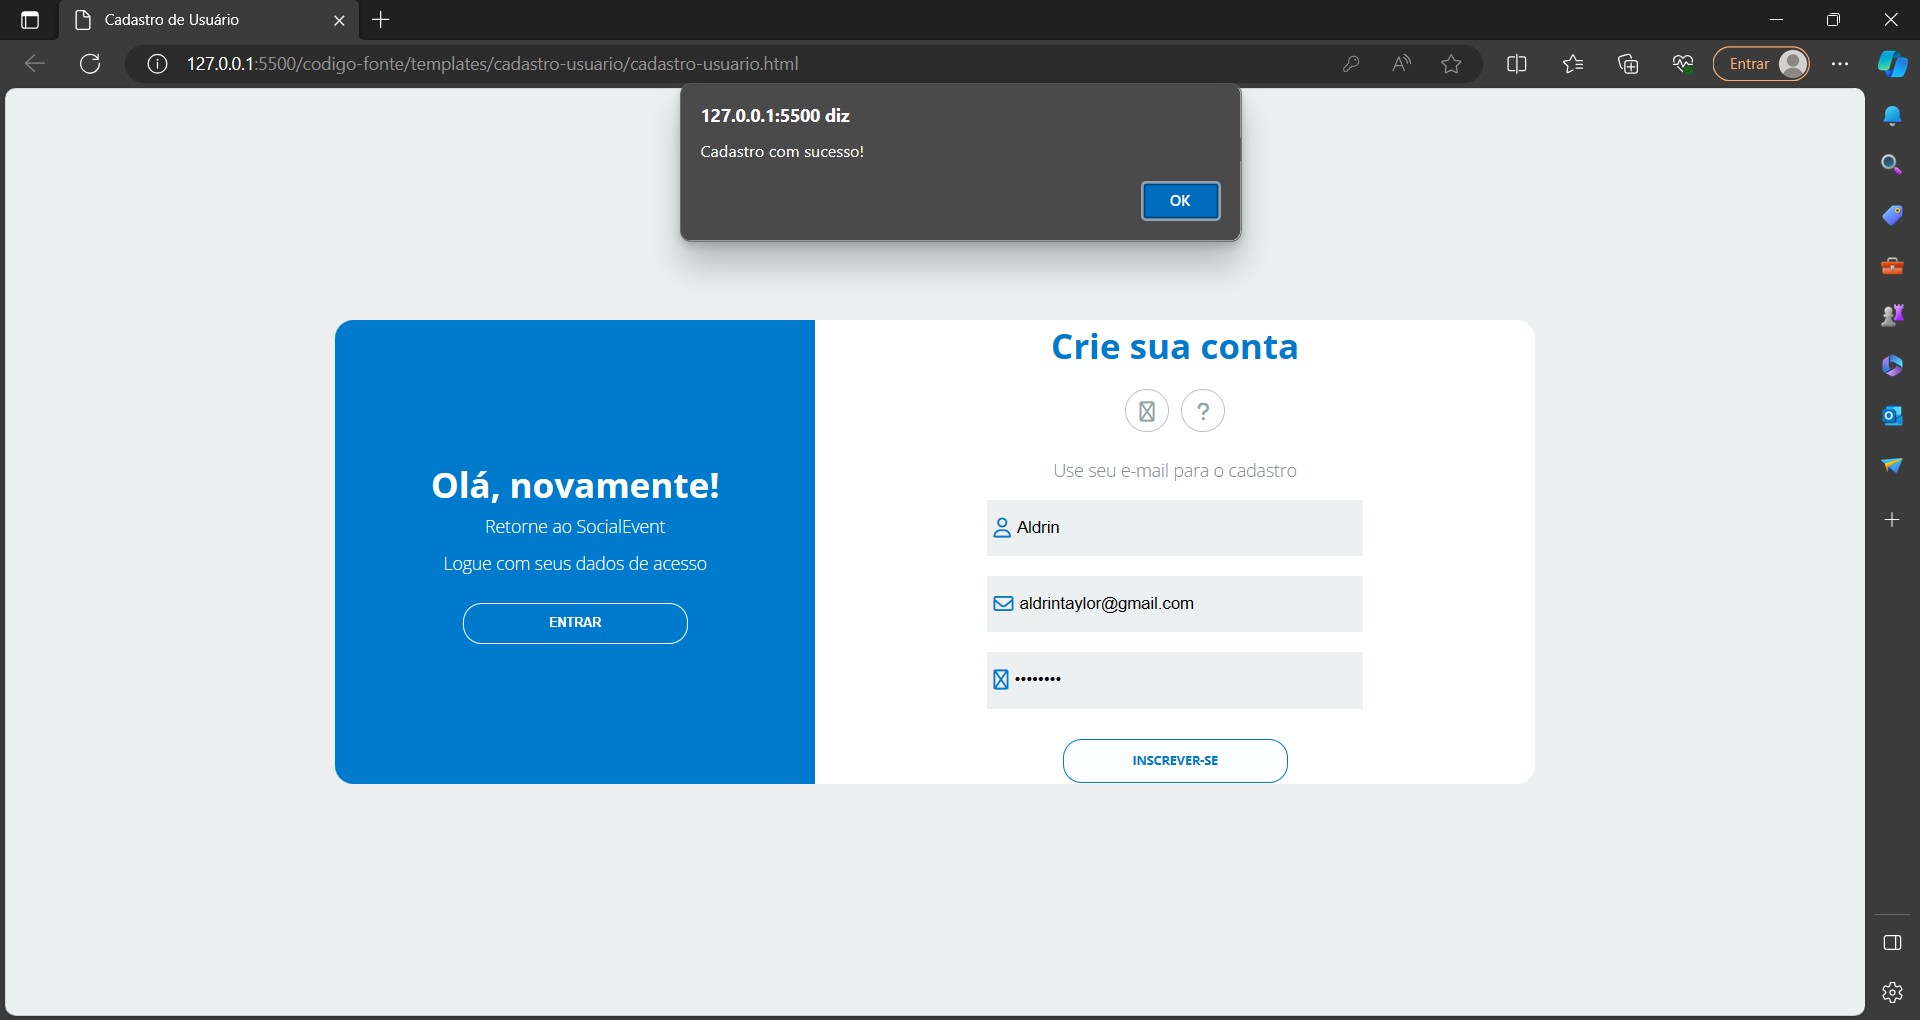 Cadastro de Usuário
127.0.0.1:5500/codigo-fonte/templates/cadastro-usuario/cadastro-usuario.html
Entrar
127.0.0.1:5500 diz
Cadastro com sucesso!
OK
Olá, novamente!
Retorne ao SocialEvent
Logue com seus dados de acesso
ENTRAR
Crie sua conta
?
Use seu e-mail para o cadastro
Aldrin
aldrintaylor@gmail.com
••••••••
INSCREVER-SE